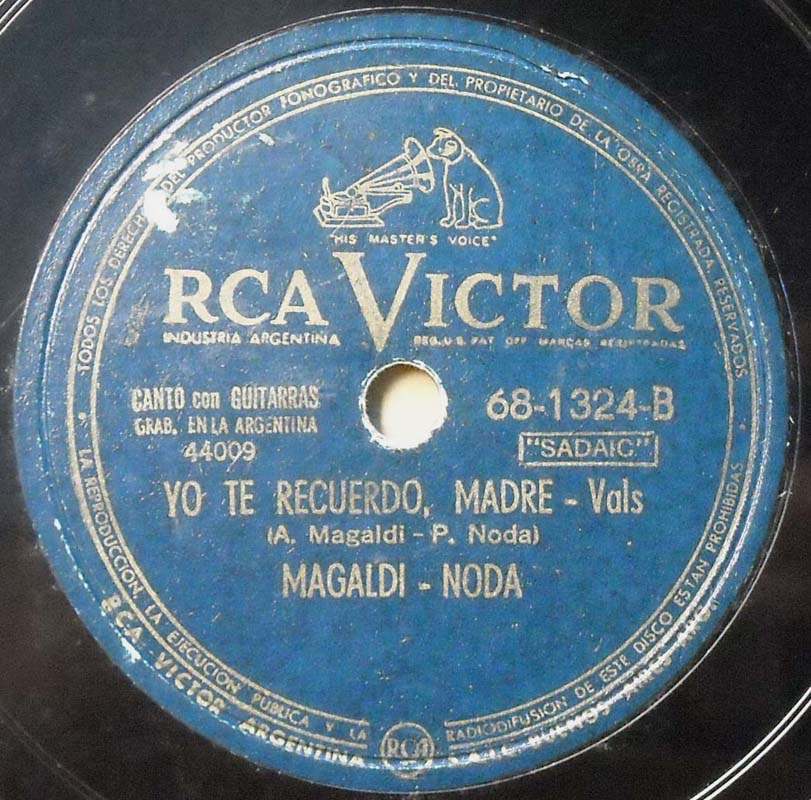 TODOS LOS DERECHOS DEL PRODUCTOR FONOGRAFICO Y DEL PROPIETARIO DE LA OBRA REGISTRADA, RESERVADOS
"HIS MASTER'S VOICE"
RCA VICTOR
INDUSTRIA ARGENTINA REG. U.S. PAT. OFF. MARCAS REGISTRADAS
CANTO con GUITARRAS
GRAB. EN LA ARGENTINA
44009
68-1324-B
"SADAIC"
YO TE RECUERDO, MADRE - Vals
(A. Magaldi - P. Noda)
MAGALDI - NODA
LA REPRODUCCION, LA EJECUCION PUBLICA Y LA RADIODIFUSION DE ESTE DISCO ESTAN PROHIBIDAS
RCA VICTOR ARGENTINA BUENOS AIRES
RCA